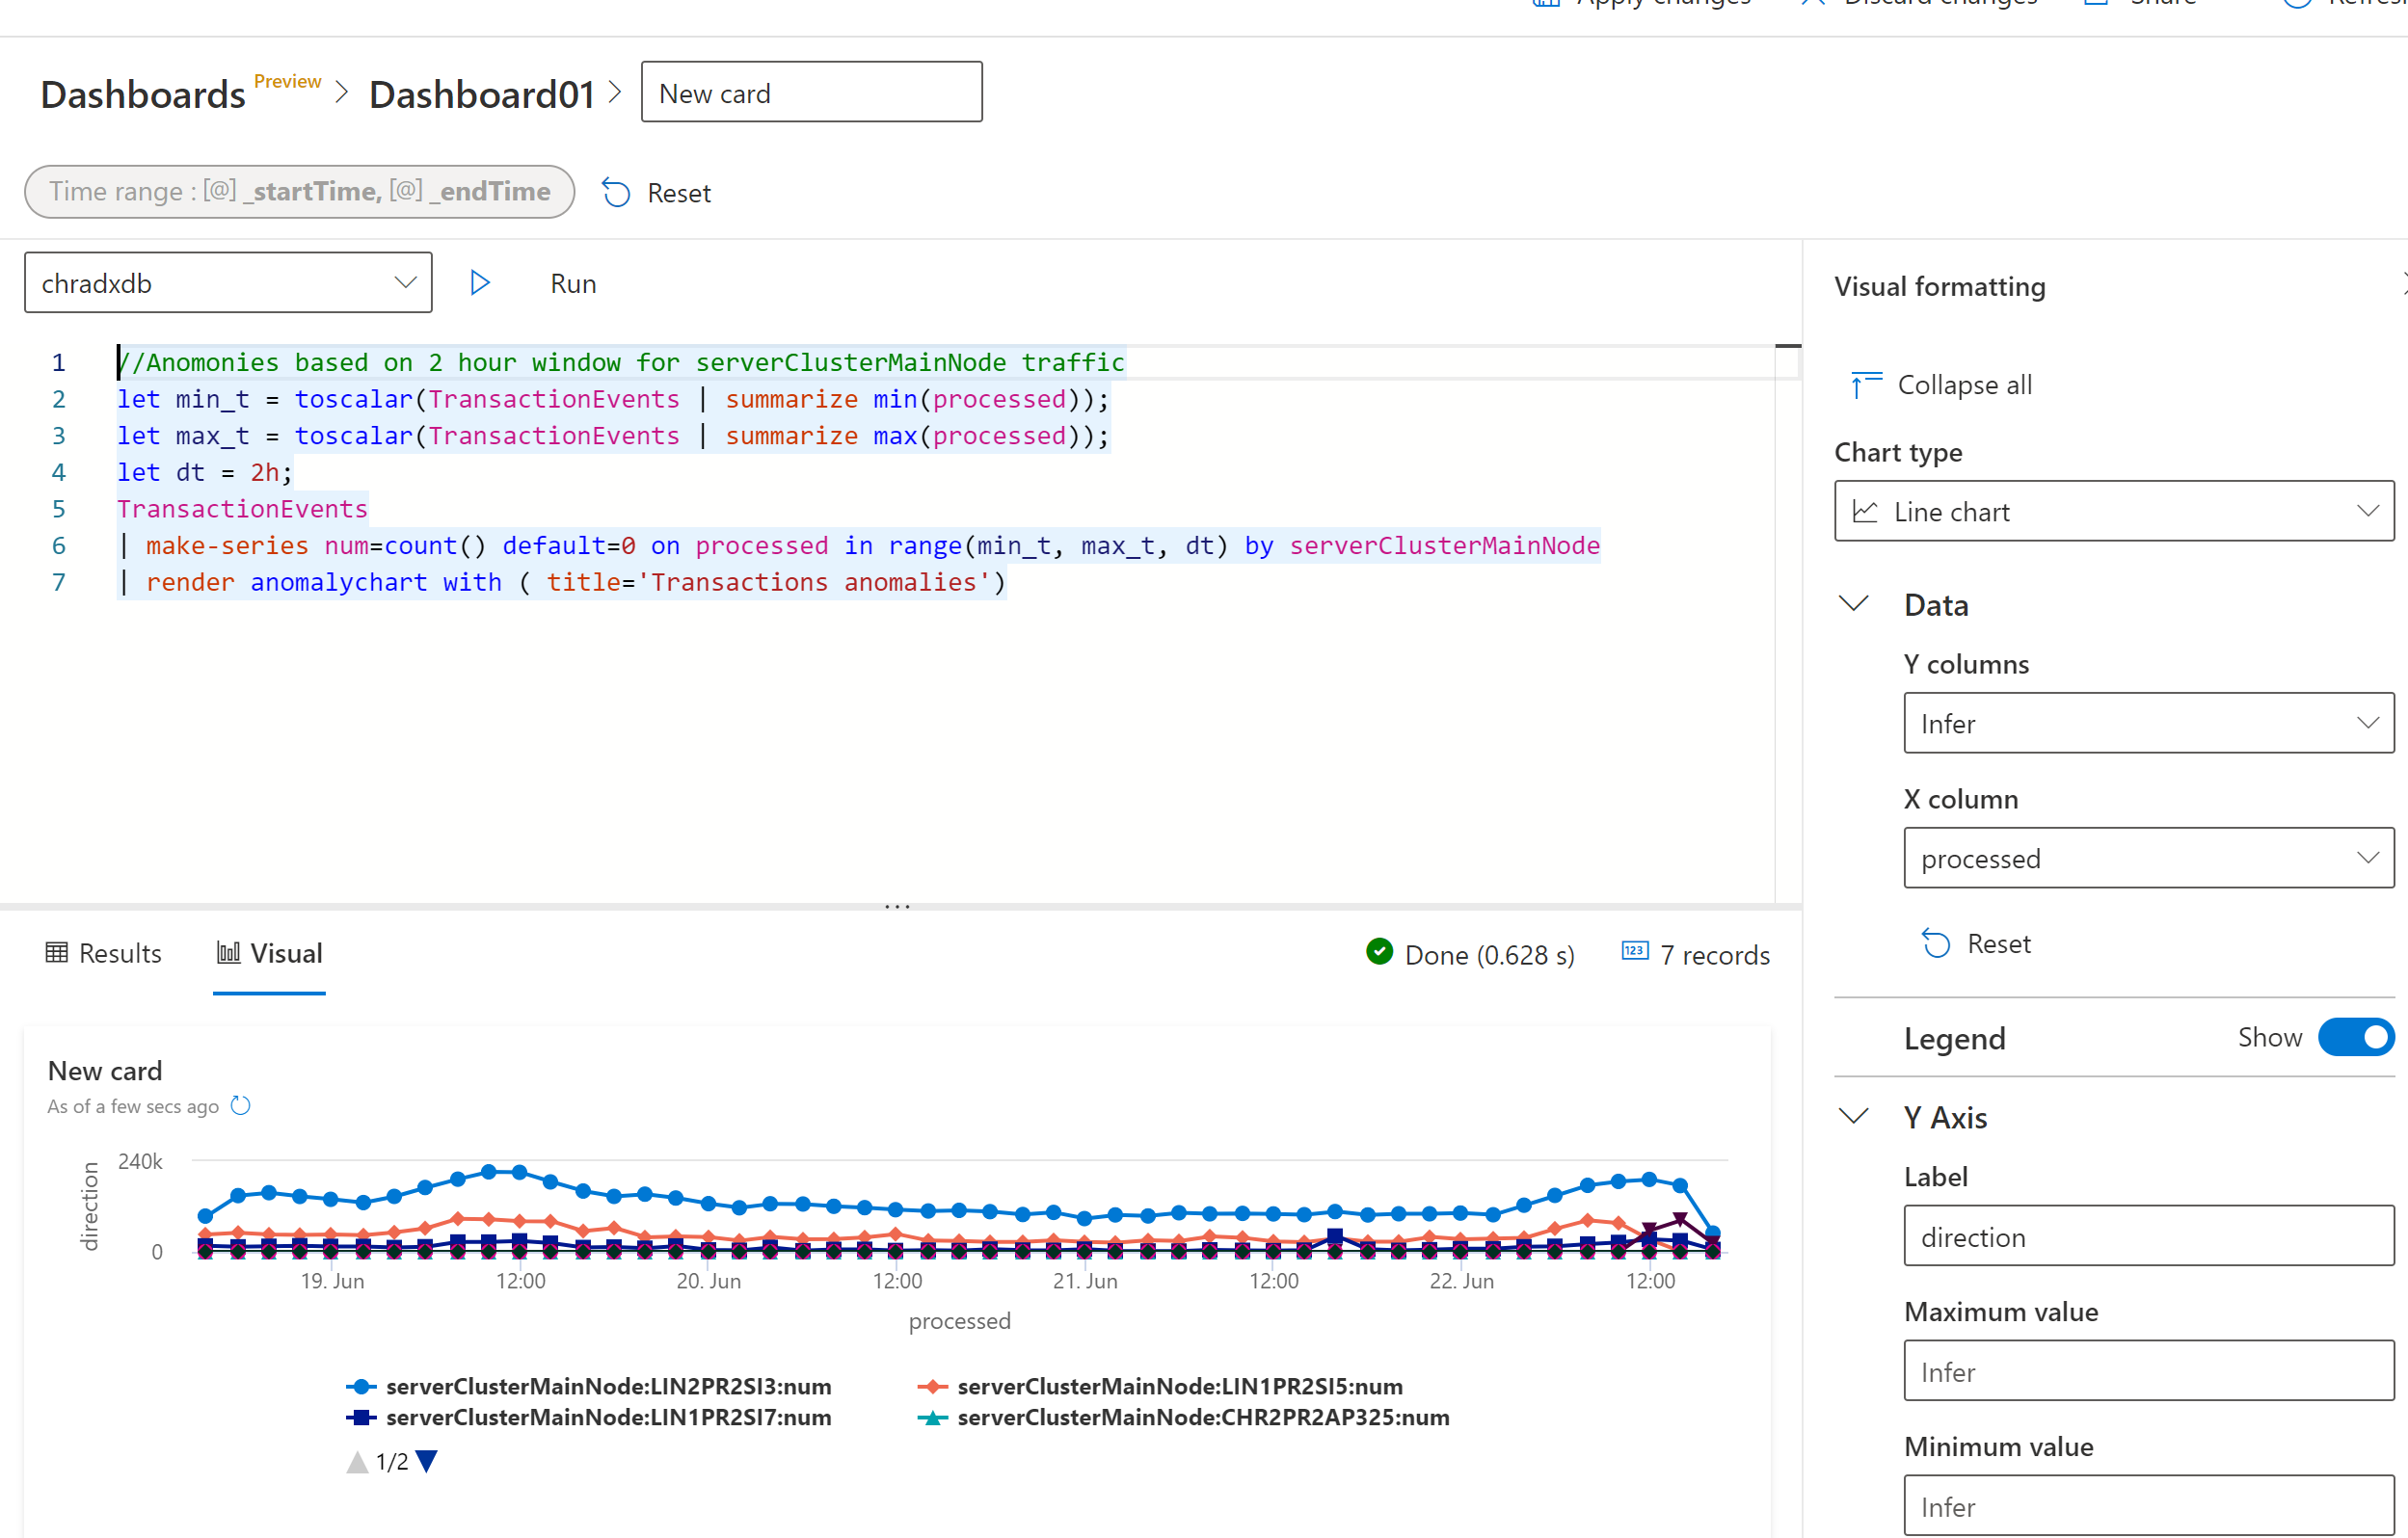 Apply changes Discard changes Share
Dashboards Preview > Dashboard01 > New card
Time range : [@] _startTime, [@] _endTime Reset
chradxdb Run
1 //Anomonies based on 2 hour window for serverClusterMainNode traffic
2 let min_t = toscalar(TransactionEvents | summarize min(processed));
3 let max_t = toscalar(TransactionEvents | summarize max(processed));
4 let dt = 2h;
5 TransactionEvents
6 | make-series num=count() default=0 on processed in range(min_t, max_t, dt) by serverClusterMainNode
7 | render anomalychart with ( title='Transactions anomalies')
Results Visual Done (0.628 s) 123 7 records
New card
As of a few secs ago
direction
240k
0
19. Jun 12:00 20. Jun 12:00 21. Jun 12:00 22. Jun 12:00
processed
serverClusterMainNode:LIN2PR2SI3:num serverClusterMainNode:LIN1PR2SI5:num
serverClusterMainNode:LIN1PR2SI7:num serverClusterMainNode:CHR2PR2AP325:num
1/2
Visual formatting
Collapse all
Chart type
Line chart
Data
Y columns
Infer
X column
processed
Reset
Legend Show
Y Axis
Label
direction
Maximum value
Infer
Minimum value
Infer